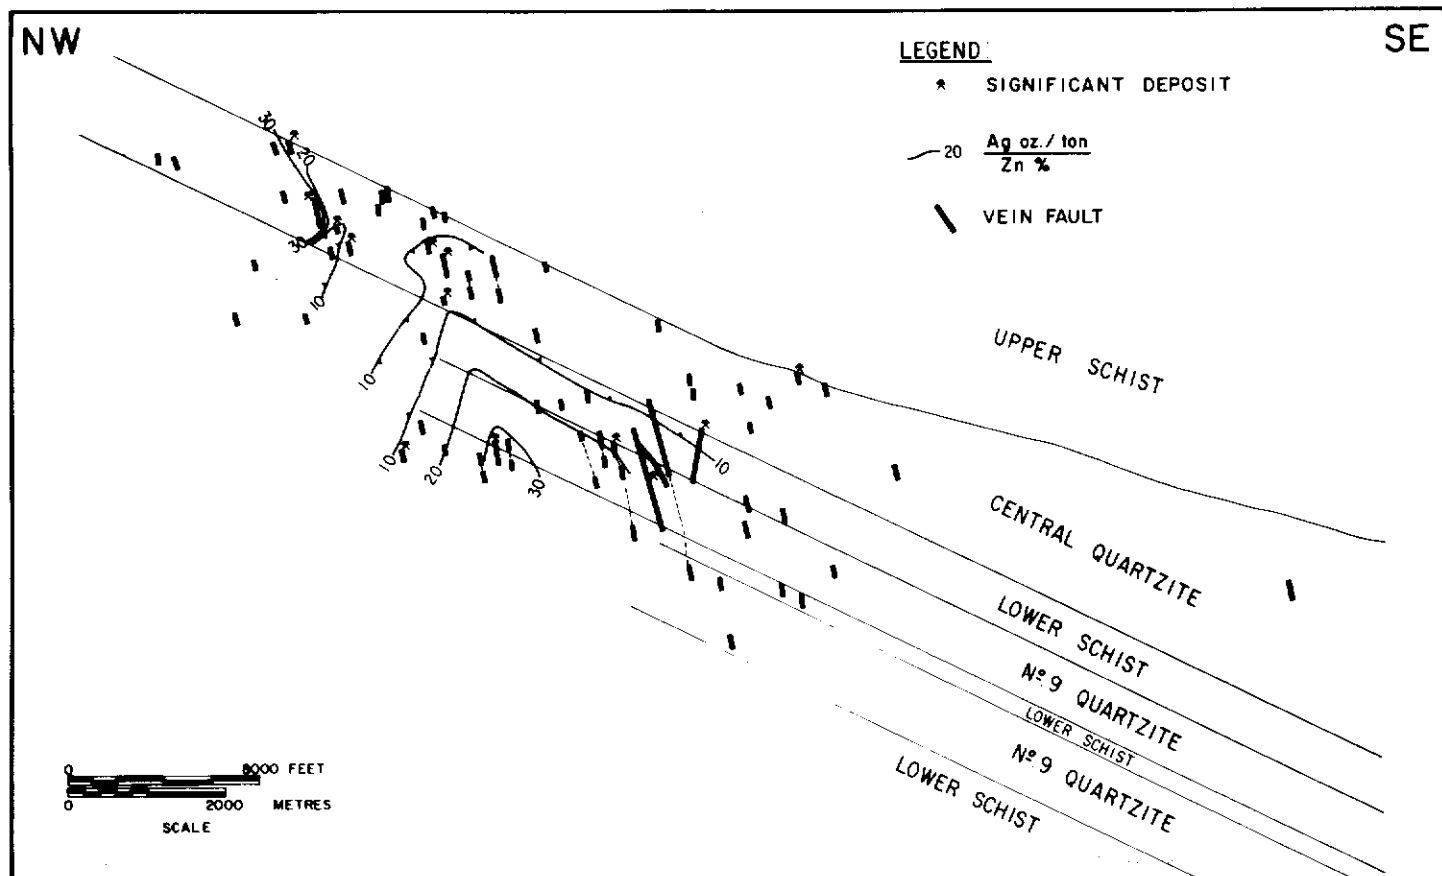 NW
SE
LEGEND:
SIGNIFICANT DEPOSIT
20 Ag oz./ton
Zn %
VEIN FAULT
30
20
30
10
10
10
20
30
10
UPPER SCHIST
CENTRAL QUARTZITE
LOWER SCHIST
Nº 9 QUARTZITE
LOWER SCHIST
Nº 9 QUARTZITE
LOWER SCHIST
0 8000 FEET
0 2000 METRES
SCALE